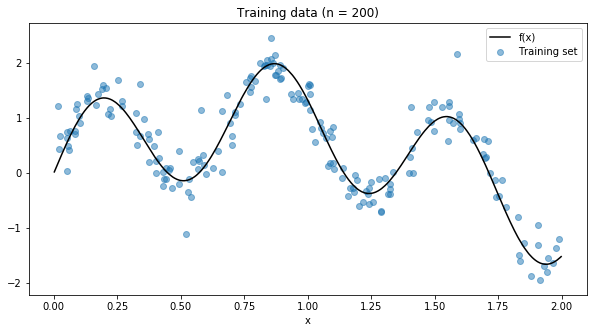 Training data (n = 200)
f(x)
Training set
2
1
0
−1
−2
0.00 0.25 0.50 0.75 1.00 1.25 1.50 1.75 2.00
x